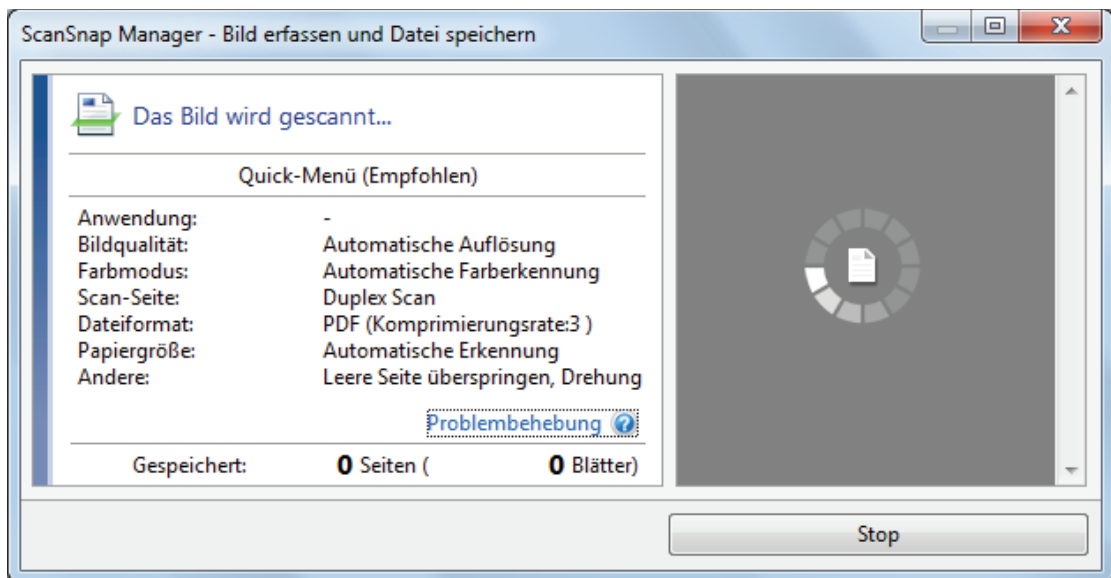 ScanSnap Manager - Bild erfassen und Datei speichern
Das Bild wird gescannt...
Quick-Menü (Empfohlen)
Anwendung: -
Bildqualität: Automatische Auflösung
Farbmodus: Automatische Farberkennung
Scan-Seite: Duplex Scan
Dateiformat: PDF (Komprimierungsrate:3 )
Papiergröße: Automatische Erkennung
Andere: Leere Seite überspringen, Drehung
Problembehebung ?
Gespeichert: 0 Seiten ( 0 Blätter)
Stop